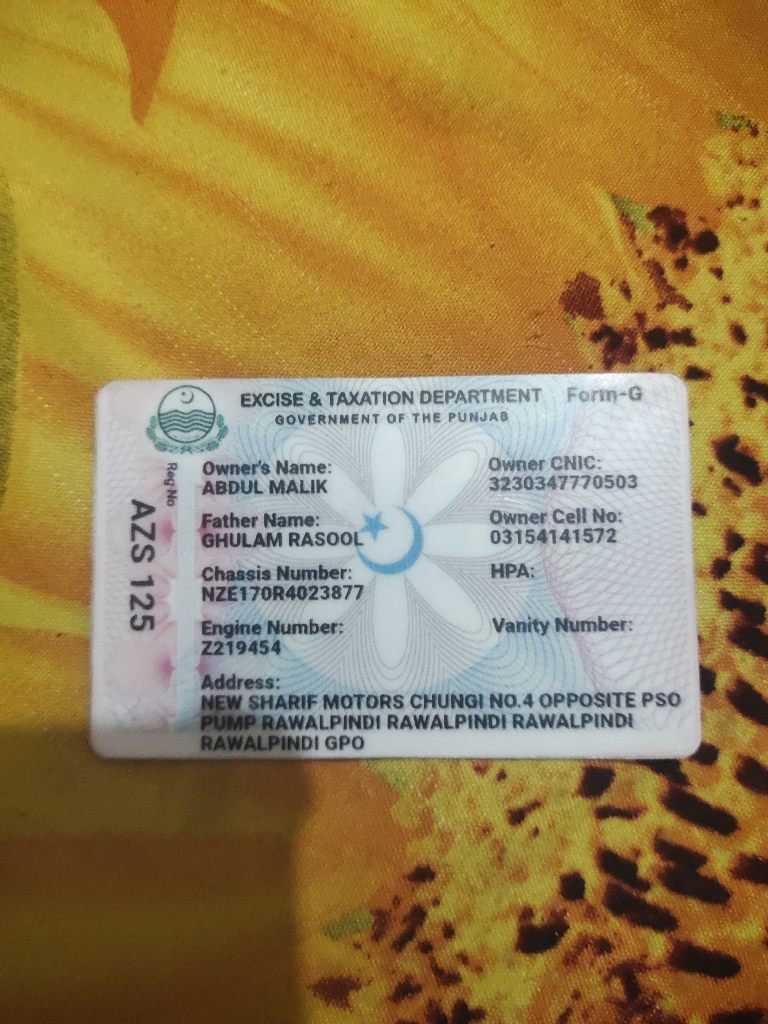 EXCISE & TAXATION DEPARTMENT Form-G
GOVERNMENT OF THE PUNJAB
Reg No
AZS 125
Owner's Name:
ABDUL MALIK
Owner CNIC:
3230347770503
Father Name:
GHULAM RASOOL
Owner Cell No:
03154141572
Chassis Number:
NZE170R4023877
HPA:
Engine Number:
Z219454
Vanity Number:
Address:
NEW SHARIF MOTORS CHUNGI NO.4 OPPOSITE PSO
PUMP RAWALPINDI RAWALPINDI RAWALPINDI
RAWALPINDI GPO